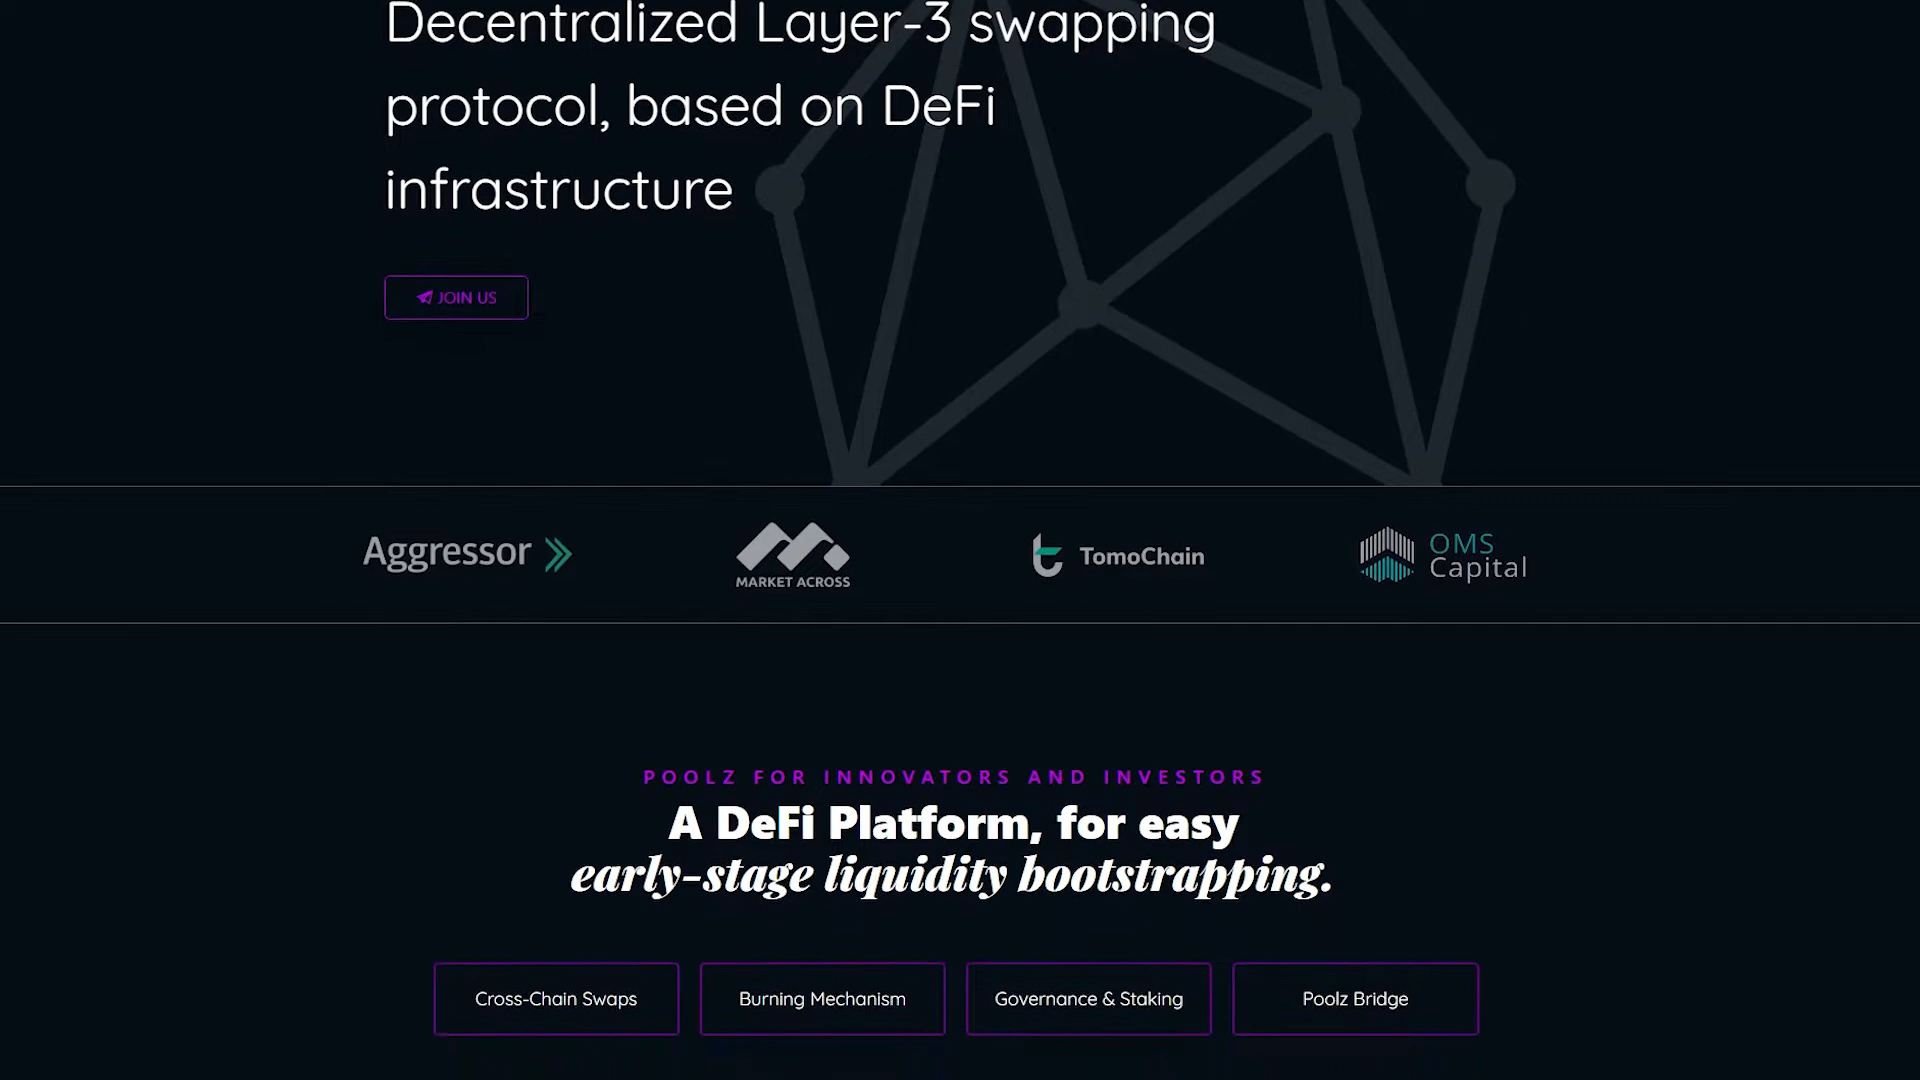 Decentralized Layer-3 swapping
protocol, based on DeFi
infrastructure
JOIN US
Aggressor
MARKET ACROSS
TomoChain
OMS
Capital
POOLZ FOR INNOVATORS AND INVESTORS
A DeFi Platform, for easy
early-stage liquidity bootstrapping.
Cross-Chain Swaps
Burning Mechanism
Governance & Staking
Poolz Bridge